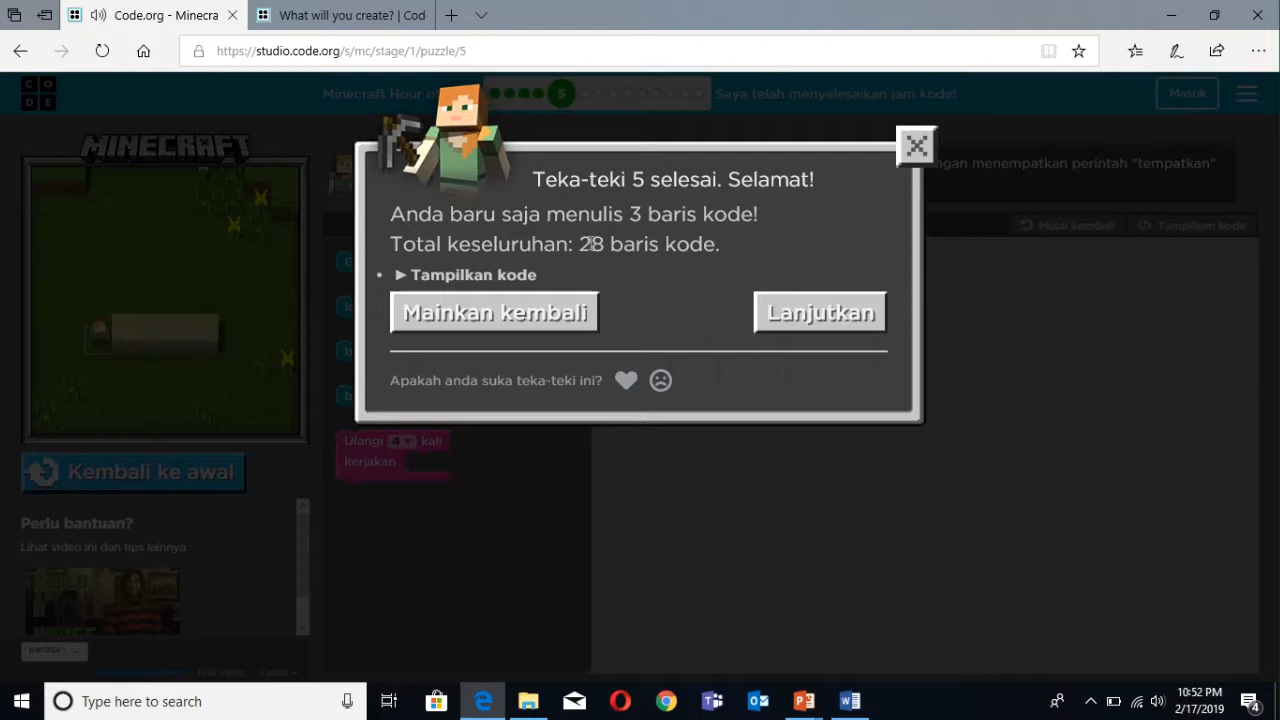 Code.org - Minecra
What will you create? | Cod
https://studio.code.org/s/mc/stage/1/puzzle/5
C O
D E
Minecraft Hour o
5
Saya telah menyelesaikan jam kode!
Masuk
MINECRAFT
ngan menempatkan perintah "tempatkan"
Mulai kembali
Tampilkan kode
Teka-teki 5 selesai. Selamat!
Anda baru saja menulis 3 baris kode!
Total keseluruhan: 28 baris kode.
• ►Tampilkan kode
Mainkan kembali
Lanjutkan
Apakah anda suka teka-teki ini?
Ulangi 4 kali
kerjakan
Kembali ke awal
Perlu bantuan?
Lihat video ini dan tips lainnya
Type here to search
10:52 PM
2/17/2019
4